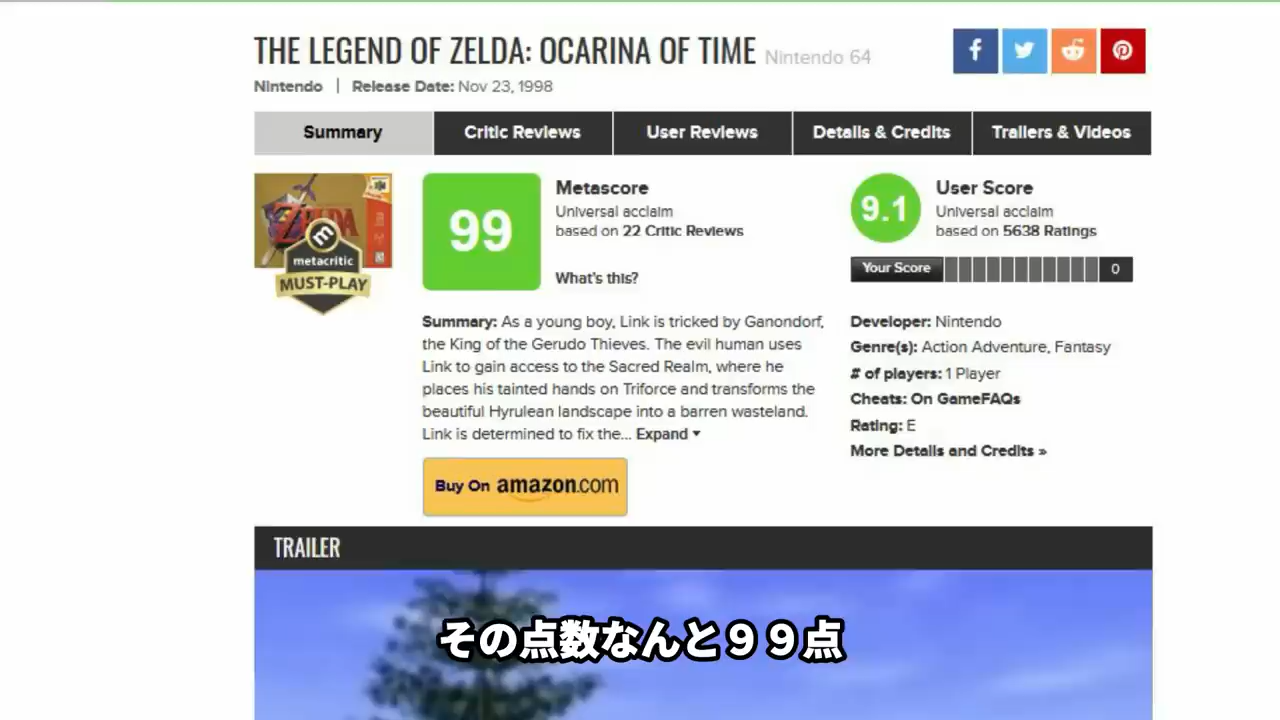 THE LEGEND OF ZELDA: OCARINA OF TIME Nintendo 64
Nintendo | Release Date: Nov 23, 1998
Summary Critic Reviews User Reviews Details & Credits Trailers & Videos
ZELDA
m
metacritic
MUST-PLAY
99
Metascore
Universal acclaim
based on 22 Critic Reviews
What's this?
9.1
User Score
Universal acclaim
based on 5638 Ratings
Your Score 0
Summary: As a young boy, Link is tricked by Ganondorf,
the King of the Gerudo Thieves. The evil human uses
Link to gain access to the Sacred Realm, where he
places his tainted hands on Triforce and transforms the
beautiful Hyrulean landscape into a barren wasteland.
Link is determined to fix the... Expand
Developer: Nintendo
Genre(s): Action Adventure, Fantasy
# of players: 1 Player
Cheats: On GameFAQs
Rating: E
More Details and Credits »
Buy On amazon.com
TRAILER
その点数なんと９９点